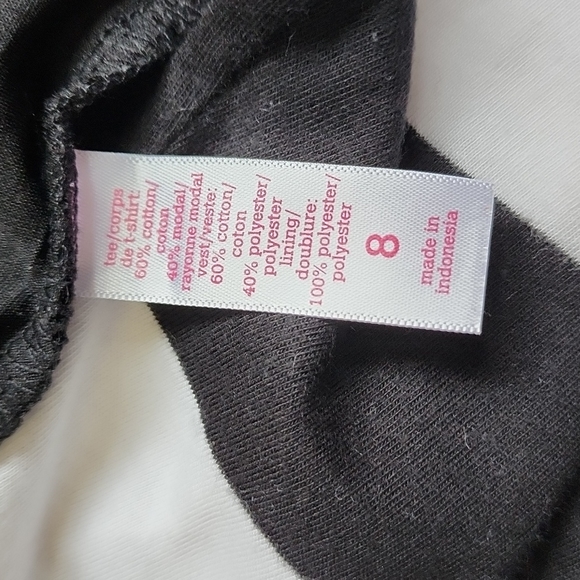 tee/corps
de t-shirt:
60% cotton/
coton
40% modal/
rayonne modal
vest/veste:
60% cotton/
coton
40% polyester/
polyester
lining/
doublure:
100% polyester/
polyester
8
made in
indonesia